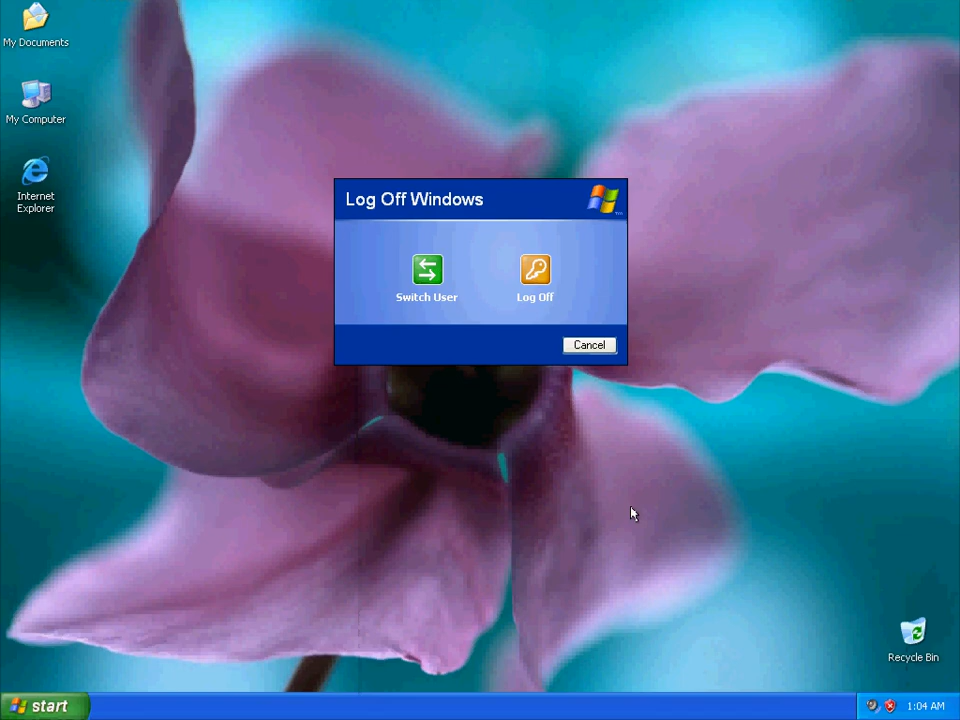 My Documents
My Computer
Internet
Explorer
Log Off Windows
Switch User
Log Off
Cancel
Recycle Bin
start
1:04 AM